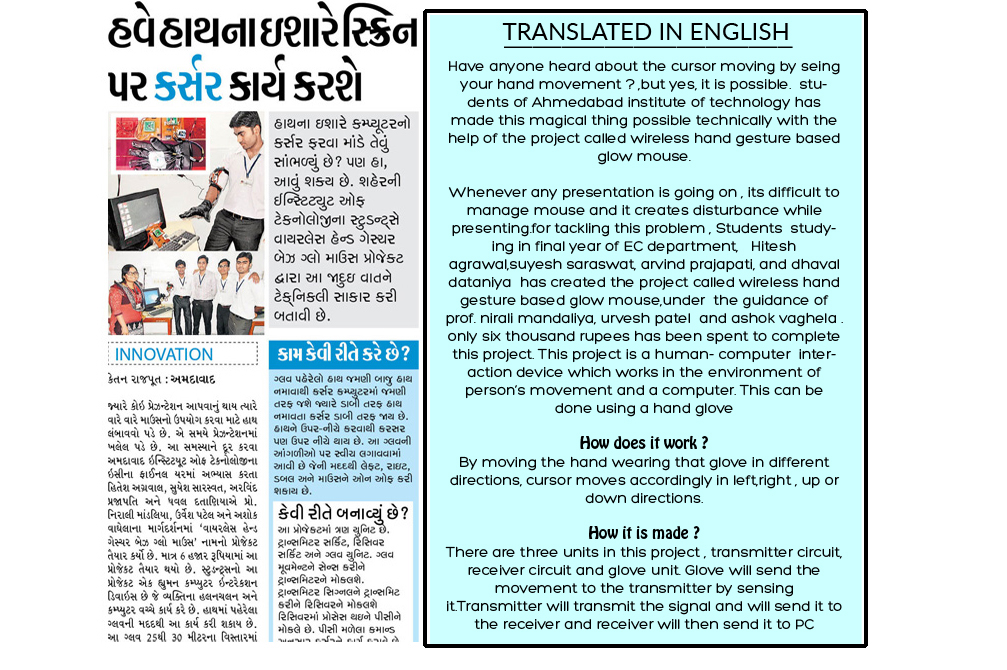 હવે હાથના ઇશારે સ્ક્રિન
પર કર્સર કાર્ય કરશે
હાથના ઇશારે કમ્પ્યૂટરનો
કર્સર ફરવા માંડે તેવું
સાંભળ્યું છે? પણ હા,
આવું શક્ય છે. શહેરની
ઈન્સ્ટિટ્યુટ ઓફ
ટેકનોલોજીના સ્ટુડન્ટ્સે
વાયરલેસ હેન્ડ ગેસ્ચર
બેઝ ગ્લો માઉસ પ્રોજેક્ટ
દ્વારા આ જાદુઇ વાતને
ટેક્નિકલી સાકાર કરી
બતાવી છે.
INNOVATION
કેતન રાજપૂત : અમદાવાદ
જ્યારે કોઇ પ્રેઝન્ટેશન આપવાનું થાય ત્યારે
વારે વારે માઉસનો ઉપયોગ કરવા માટે હાથ
લંબાવવો પડે છે. એ સમયે પ્રેઝન્ટેશનમાં
ખલેલ પડે છે. આ સમસ્યાને દૂર કરવા
અમદાવાદ ઇન્સ્ટિટ્યૂટ ઓફ ટેકનોલોજીના
ઇસીના ફાઈનલ યરમાં અભ્યાસ કરતા
હિતેશ અગ્રવાલ, સુયેશ સારસ્વત, અરવિંદ
પ્રજાપતિ અને ધવલ દતાણિયાએ પ્રો.
નિરાલી માંડલિયા, ઉર્વેશ પટેલ અને અશોક
વાઘેલાના માર્ગદર્શનમાં 'વાયરલેસ હેન્ડ
ગેસ્ચર બેઝ ગ્લો માઉસ' નામનો પ્રોજેક્ટ
તૈયાર કર્યો છે. માત્ર 6 હજાર રૂપિયામાં આ
પ્રોજેક્ટ તૈયાર થયો છે. સ્ટુડન્ટ્સનો આ
પ્રોજેક્ટ એક હ્યુમન કમ્પ્યુટર ઇન્ટરેક્શન
ડિવાઇસ છે જે વ્યક્તિના હલનચલન અને
કમ્પ્યુટર વચ્ચે કાર્ય કરે છે. હાથમાં પહેરેલા
ગ્લવની મદદથી આ કાર્ય કરી શકાય છે.
આ ગ્લવ 25થી 30 મીટરના વિસ્તારમાં
કામ કેવી રીતે કરે છે?
ગ્લવ પહેરેલો હાથ જમણી બાજુ હાથ
નમાવાથી કર્સર કમ્પ્યુટરમાં જમણી
તરફ જશે જ્યારે ડાબી તરફ હાથ
નમાવતા કર્સર ડાબી તરફ જાય છે.
હાથને ઉપર-નીચે કરવાથી કરસર
પણ ઉપર નીચે થાય છે. આ ગ્લવની
આંગળીઓ પર સ્વીચ લગાવવામાં
આવી છે જેની મદદથી લેફ્ટ, રાઇટ,
ડબલ અને માઉસને ઓન ઓફ કરી
શકાય છે.
કેવી રીતે બનાવ્યું છે?
આ પ્રોજેક્ટમાં ત્રણ યુનિટ છે.
ટ્રાન્સમિટર સર્કિટ, રિસિવર
સર્કિટ અને ગ્લવ યુનિટ. ગ્લવ
મૂવમેન્ટને સેન્સ કરીને
ટ્રાન્સમિટરને મોકલશે.
ટ્રાન્સમિટર સિગ્નલને ટ્રાન્સમિટ
કરીને રિસિવરને મોકલશે
રિસિવરમાં પ્રોસેસ થઇને પીસીને
મોકલે છે. પીસી મળેલા કમાન્ડ
TRANSLATED IN ENGLISH
Have anyone heard about the cursor moving by seing
your hand movement ?,but yes, it is possible. stu-
dents of Ahmedabad institute of technology has
made this magical thing possible technically with the
help of the project called wireless hand gesture based
glow mouse.
Whenever any presentation is going on , its difficult to
manage mouse and it creates disturbance while
presenting.for tackling this problem , Students study-
ing in final year of EC department, Hitesh
agrawal,suyesh saraswat, arvind prajapati, and dhaval
dataniya has created the project called wireless hand
gesture based glow mouse,under the guidance of
prof. nirali mandaliya, urvesh patel and ashok vaghela .
only six thousand rupees has been spent to complete
this project. This project is a human- computer inter-
action device which works in the environment of
person's movement and a computer. This can be
done using a hand glove
How does it work ?
By moving the hand wearing that glove in different
directions, cursor moves accordingly in left,right , up or
down directions.
How it is made ?
There are three units in this project , transmitter circuit,
receiver circuit and glove unit. Glove will send the
movement to the transmitter by sensing
it.Transmitter will transmit the signal and will send it to
the receiver and receiver will then send it to PC